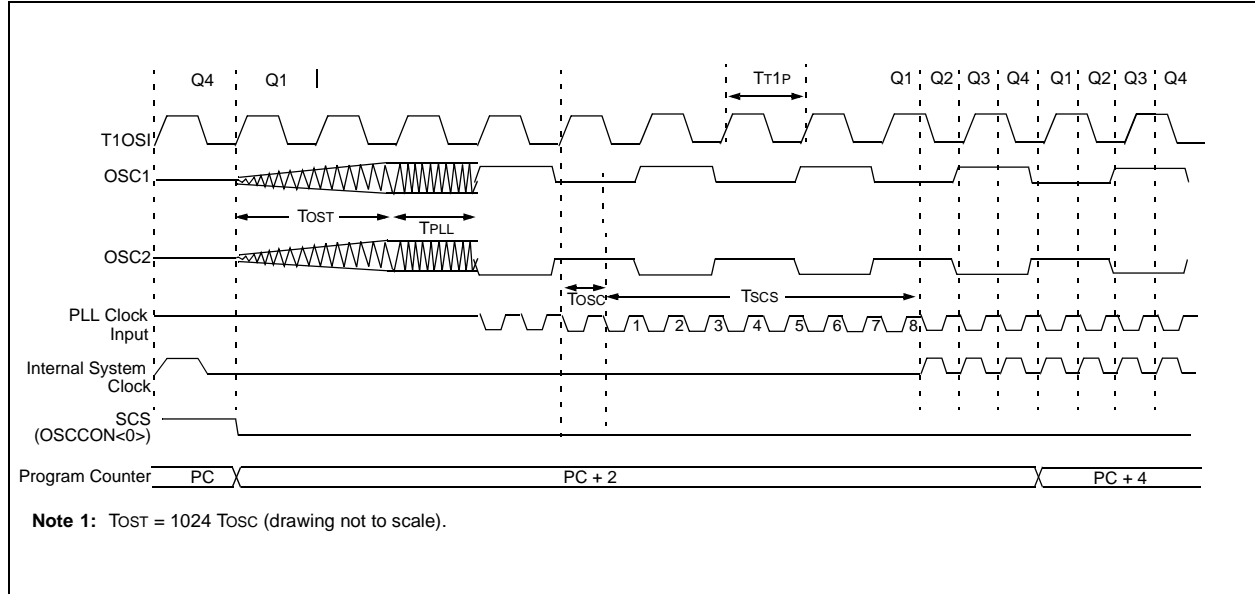 Q4 Q1 TT1P Q1 Q2 Q3 Q4 Q1 Q2 Q3 Q4
T1OSI
OSC1
TOST TPLL
OSC2
TOSC TSCS
PLL Clock
Input
1 2 3 4 5 6 7 8
Internal System
Clock
SCS
(OSCCON<0>)
Program Counter PC PC + 2 PC + 4
Note 1: TOST = 1024 TOSC (drawing not to scale).